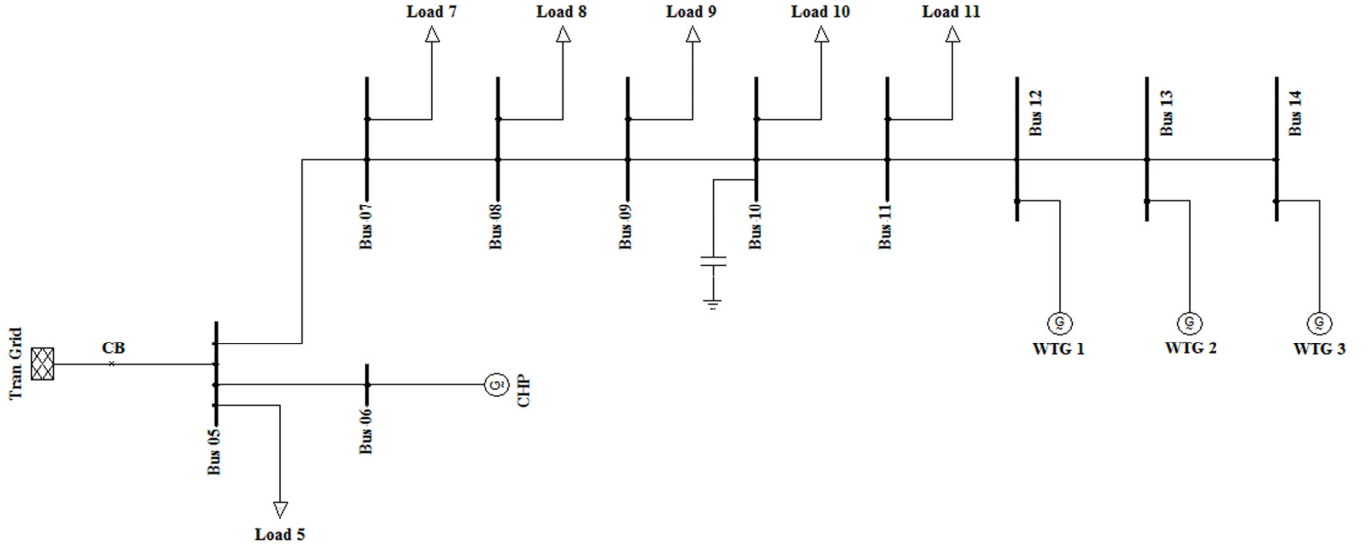 Load 7
Load 8
Load 9
Load 10
Load 11
Bus 12
Bus 13
Bus 14
Bus 07
Bus 08
Bus 09
Bus 10
Bus 11
G
G
G
WTG 1
WTG 2
WTG 3
Tran Grid
CB
G
CHP
Bus 05
Bus 06
Load 5